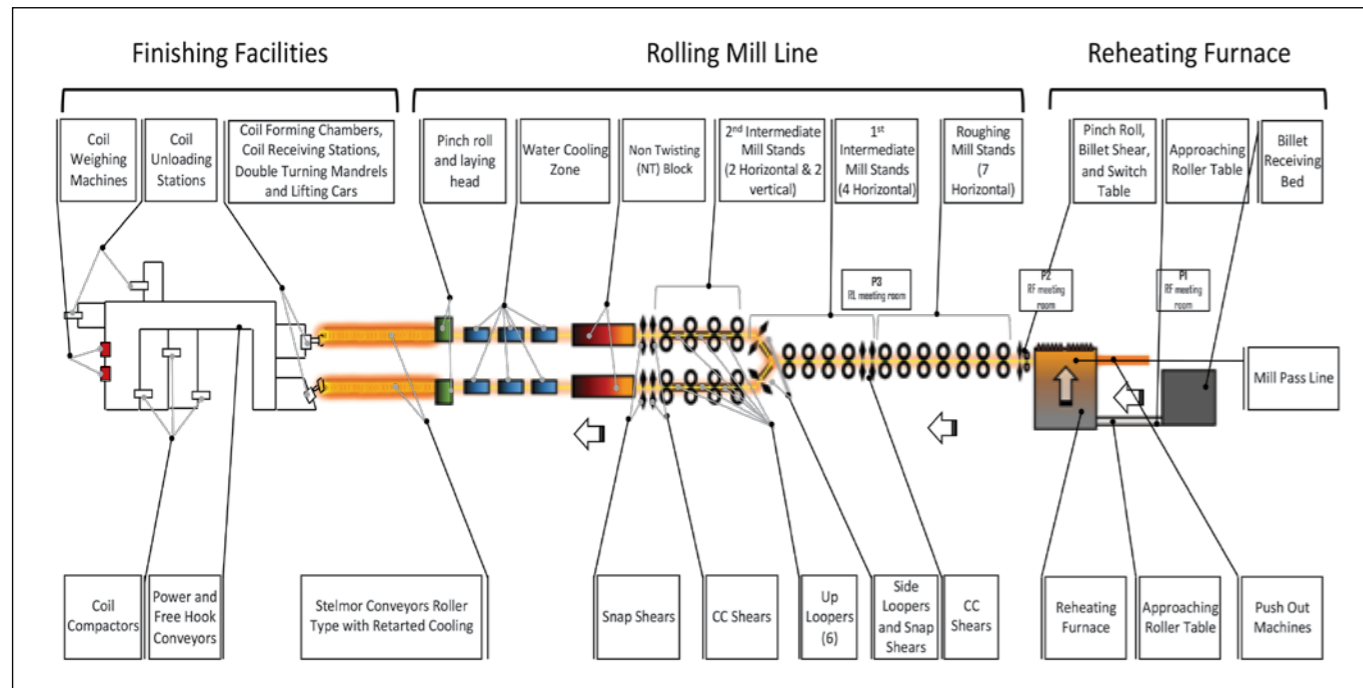 Finishing Facilities
Rolling Mill Line
Reheating Furnace
Coil
Weighing
Machines
Coil
Unloading
Stations
Coil Forming Chambers,
Coil Receiving Stations,
Double Turning Mandrels
and Lifting Cars
Pinch roll
and laying
head
Water Cooling
Zone
Non Twisting
(NT) Block
2nd Intermediate
Mill Stands
(2 Horizontal & 2
vertical)
1st
Intermediate
Mill Stands
(4 Horizontal)
Roughing
Mill Stands
(7
Horizontal)
Pinch Roll,
Billet Shear,
and Switch
Table
Approaching
Roller Table
Billet
Receiving
Bed
P3
RL meeting room
P2
RF meeting
room
P1
RF meeting
room
Mill Pass Line
Coil
Compactors
Power and
Free Hook
Conveyors
Stelmor Conveyors Roller
Type with Retarted Cooling
Snap Shears
CC Shears
Up
Loopers
(6)
Side
Loopers
and Snap
Shears
CC
Shears
Reheating
Furnace
Approaching
Roller Table
Push Out
Machines